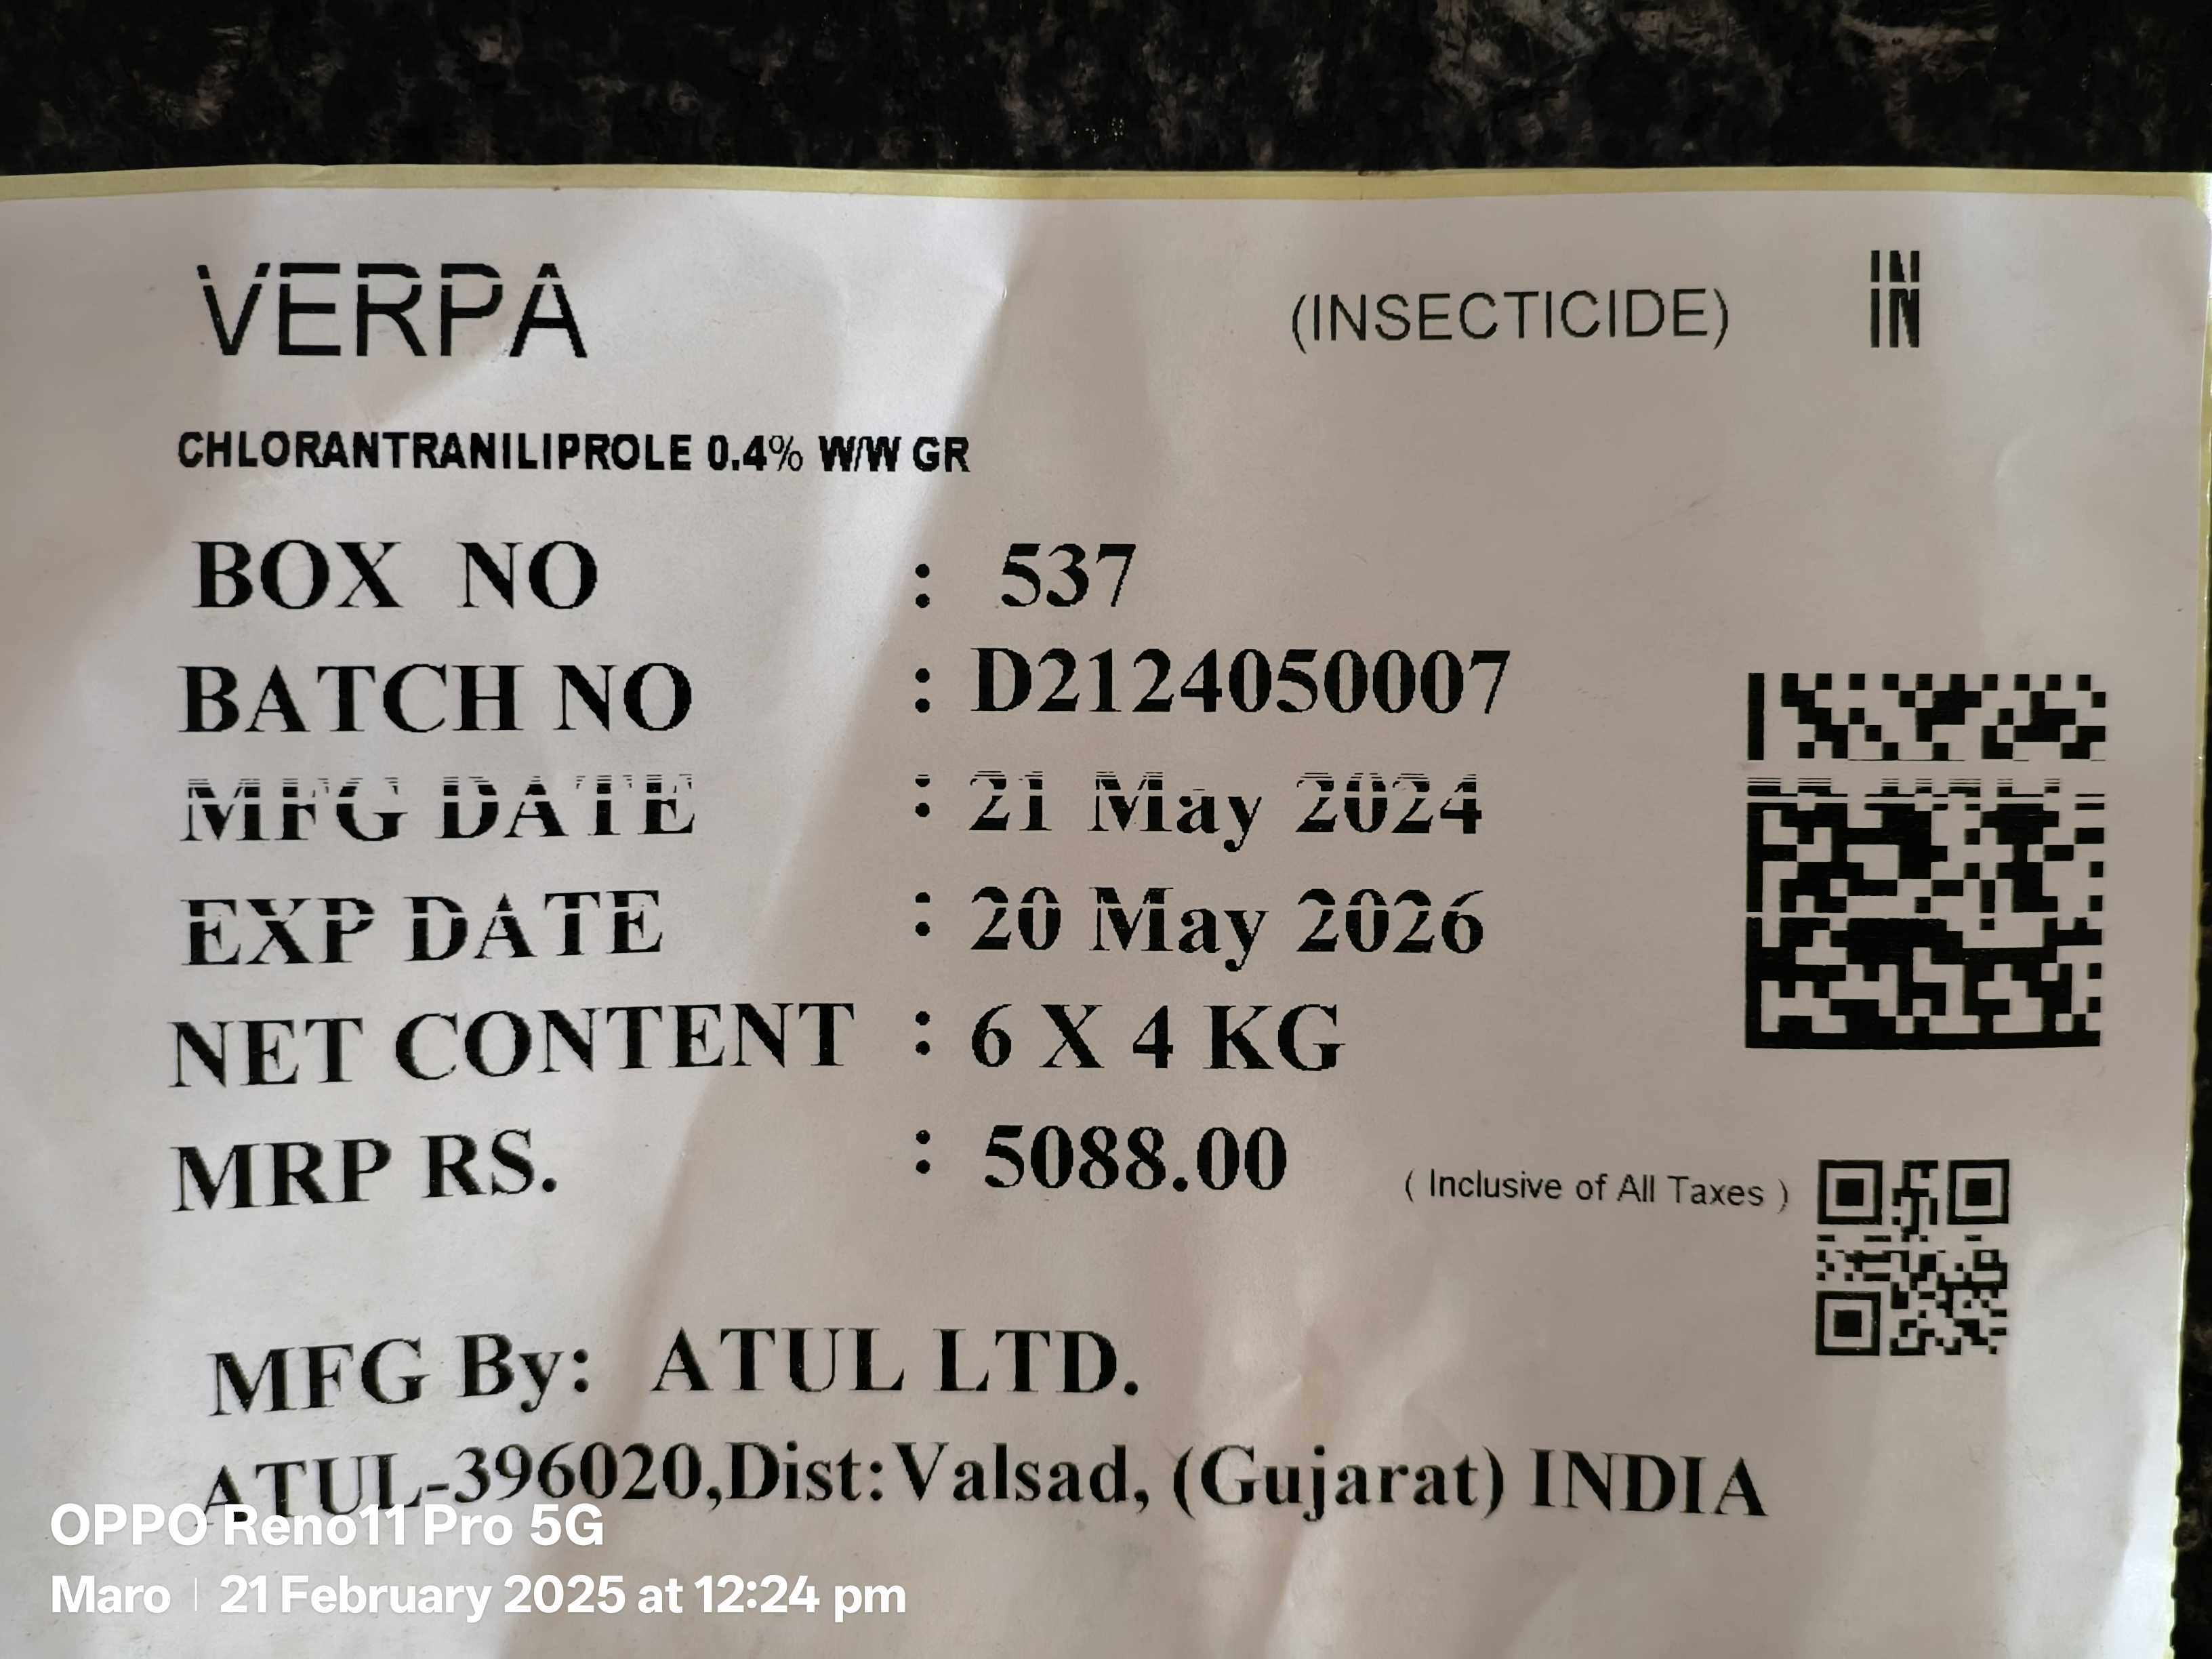 VERPA (INSECTICIDE) IN
CHLORANTRANILIPROLE 0.4% W/W GR
BOX NO : 537
BATCH NO : D2124050007
MFG DATE : 21 May 2024
EXP DATE : 20 May 2026
NET CONTENT : 6 X 4 KG
MRP RS. : 5088.00 ( Inclusive of All Taxes )
MFG By: ATUL LTD.
ATUL-396020,Dist:Valsad, (Gujarat) INDIA
OPPO Reno11 Pro 5G
Maro | 21 February 2025 at 12:24 pm